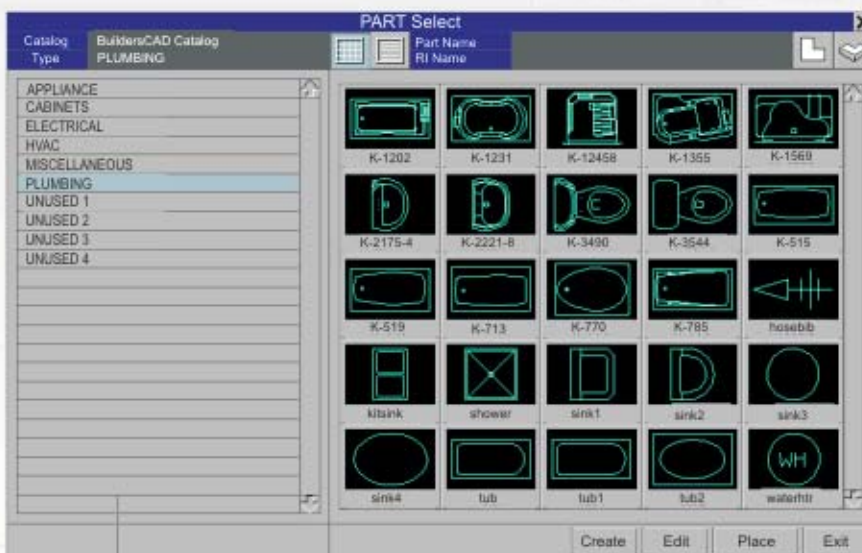 PART Select
Catalog BuildersCAD Catalog
Type PLUMBING
Part Name
RI Name
APPLIANCE
CABINETS
ELECTRICAL
HVAC
MISCELLANEOUS
PLUMBING
UNUSED 1
UNUSED 2
UNUSED 3
UNUSED 4
K-1202 K-1231 K-12458 K-1355 K-1569
K-2175-4 K-2221-8 K-3490 K-3544 K-515
K-519 K-713 K-770 K-785 hosebib
kitsink shower sink1 sink2 sink3
WH
sink4 tub tub1 tub2 waterhtr
Create Edit Place Exit